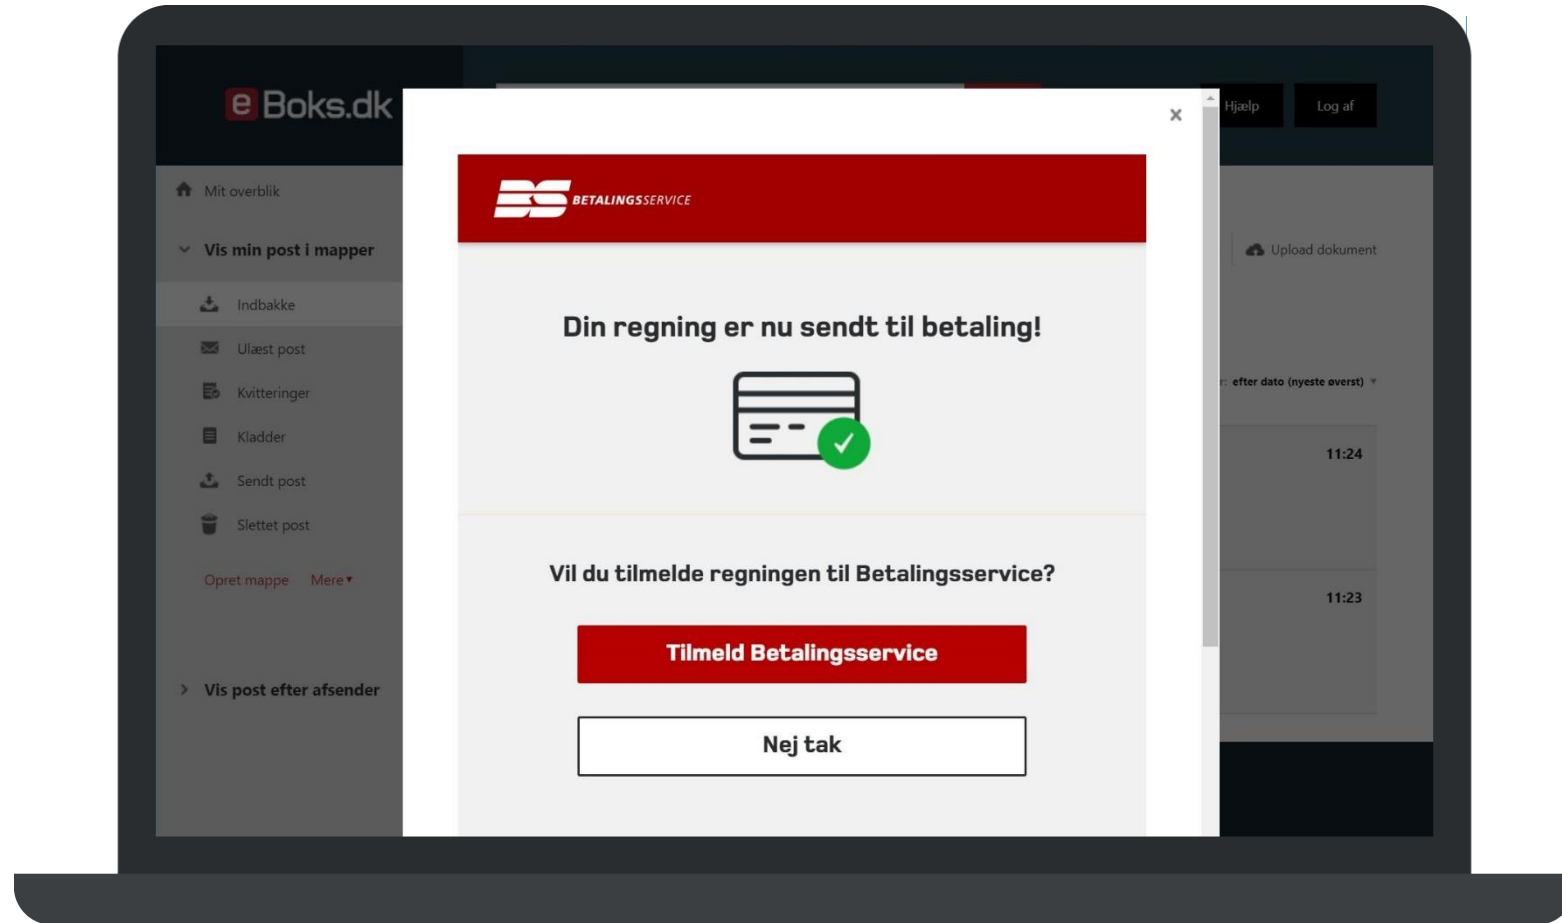 e Boks.dk
Hjælp
Log af
Mit overblik
Vis min post i mapper
Indbakke
Ulæst post
Kvitteringer
Kladder
Sendt post
Slettet post
Opret mappe Mere
Vis post efter afsender
BS BETALINGSSERVICE
Din regning er nu sendt til betaling!
Vil du tilmelde regningen til Betalingsservice?
Tilmeld Betalingsservice
Nej tak
Upload dokument
efter dato (nyeste øverst)
11:24
11:23